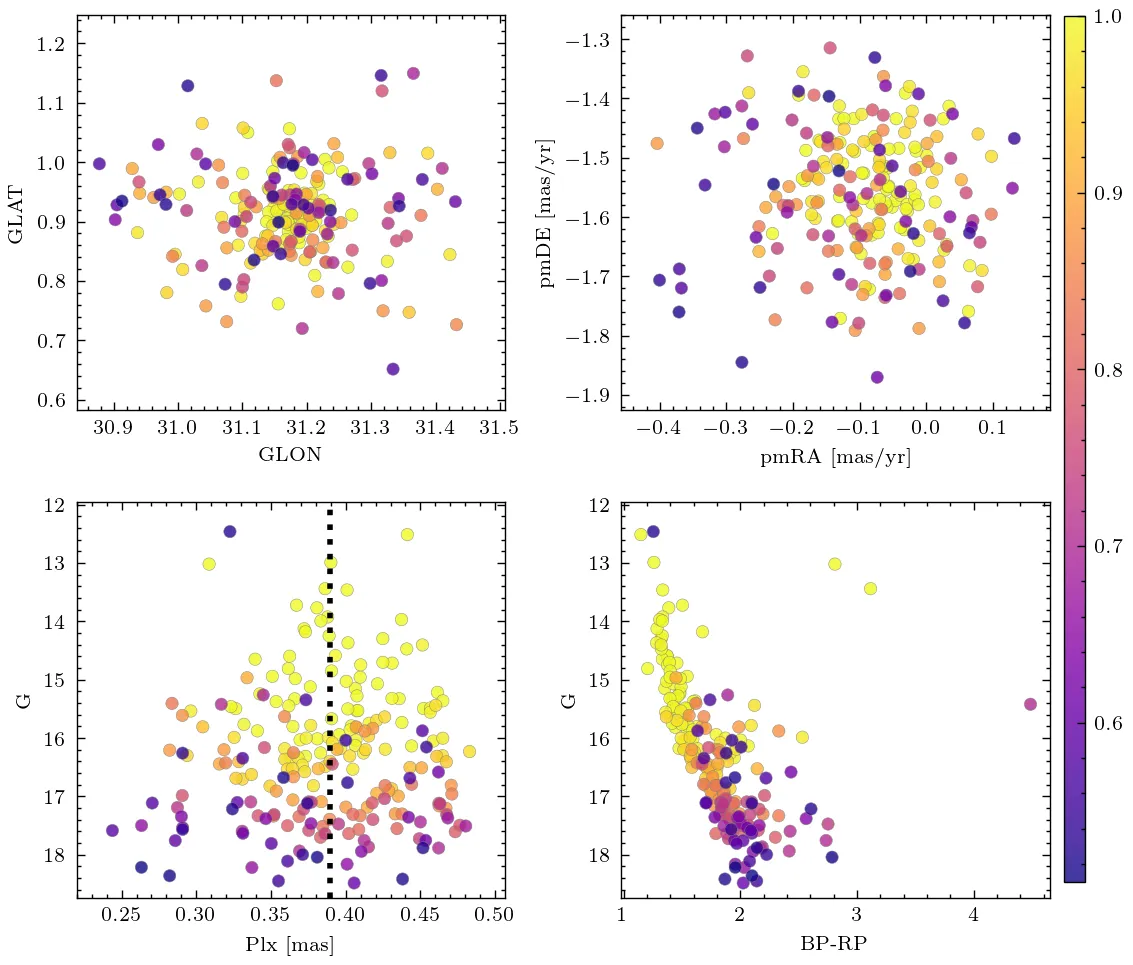 1.2
1.1
1.0
0.9
0.8
0.7
0.6
GLAT
30.9 31.0 31.1 31.2 31.3 31.4 31.5
GLON
−1.3
−1.4
−1.5
−1.6
−1.7
−1.8
−1.9
pmDE [mas/yr]
−0.4 −0.3 −0.2 −0.1 0.0 0.1
pmRA [mas/yr]
1.0
0.9
0.8
0.7
0.6
12
13
14
15
16
17
18
G
0.25 0.30 0.35 0.40 0.45 0.50
Plx [mas]
12
13
14
15
16
17
18
G
1 2 3 4
BP-RP